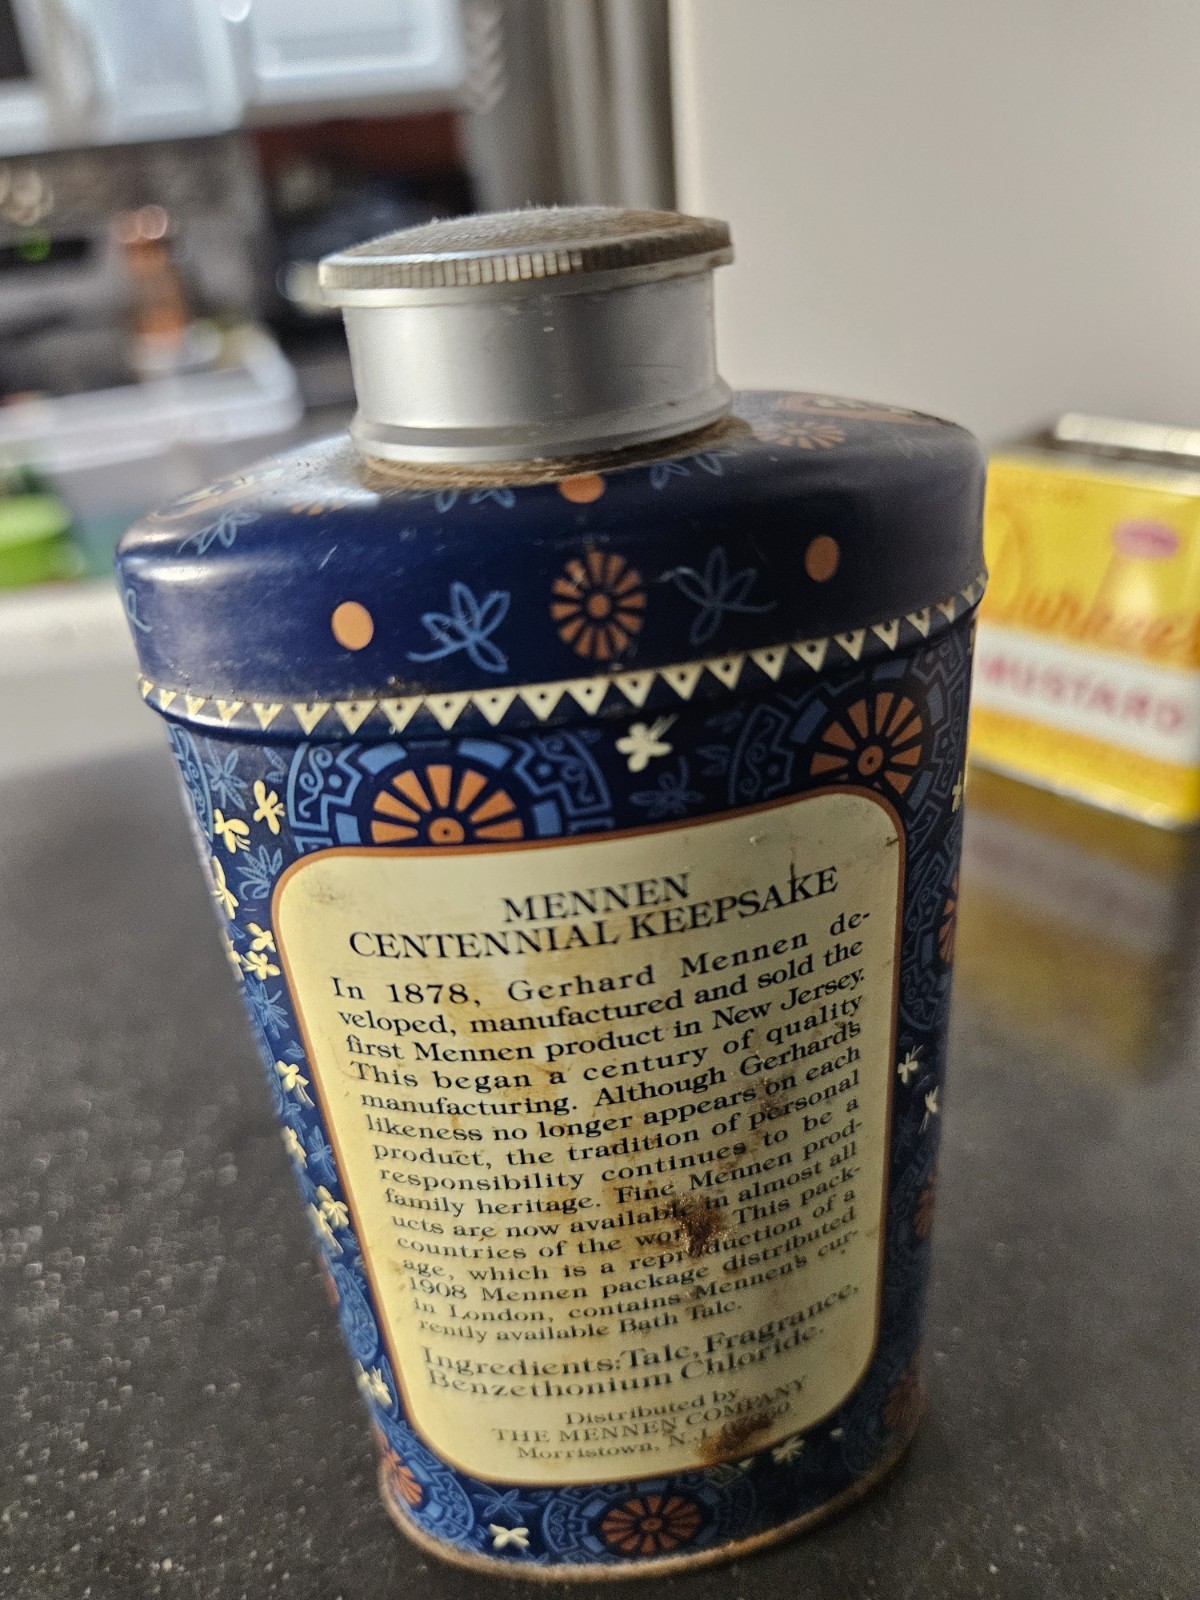 MENNEN
CENTENNIAL KEEPSAKE
In 1878, Gerhard Mennen de-
veloped, manufactured and sold the
first Mennen product in New Jersey.
This began a century of quality
manufacturing. Although Gerhard's
likeness no longer appears on each
product, the tradition of personal
responsibility continues to be a
family heritage. Fine Mennen prod-
ucts are now available in almost all
countries of the world. This pack-
age, which is a reproduction of a
1908 Mennen package distributed
in London, contains Mennen's cur-
rently available Bath Talc.
Ingredients: Talc, Fragrance,
Benzethonium Chloride.
Distributed by
THE MENNEN COMPANY
Morristown, N.J. 07960
Durkee
MUSTARD